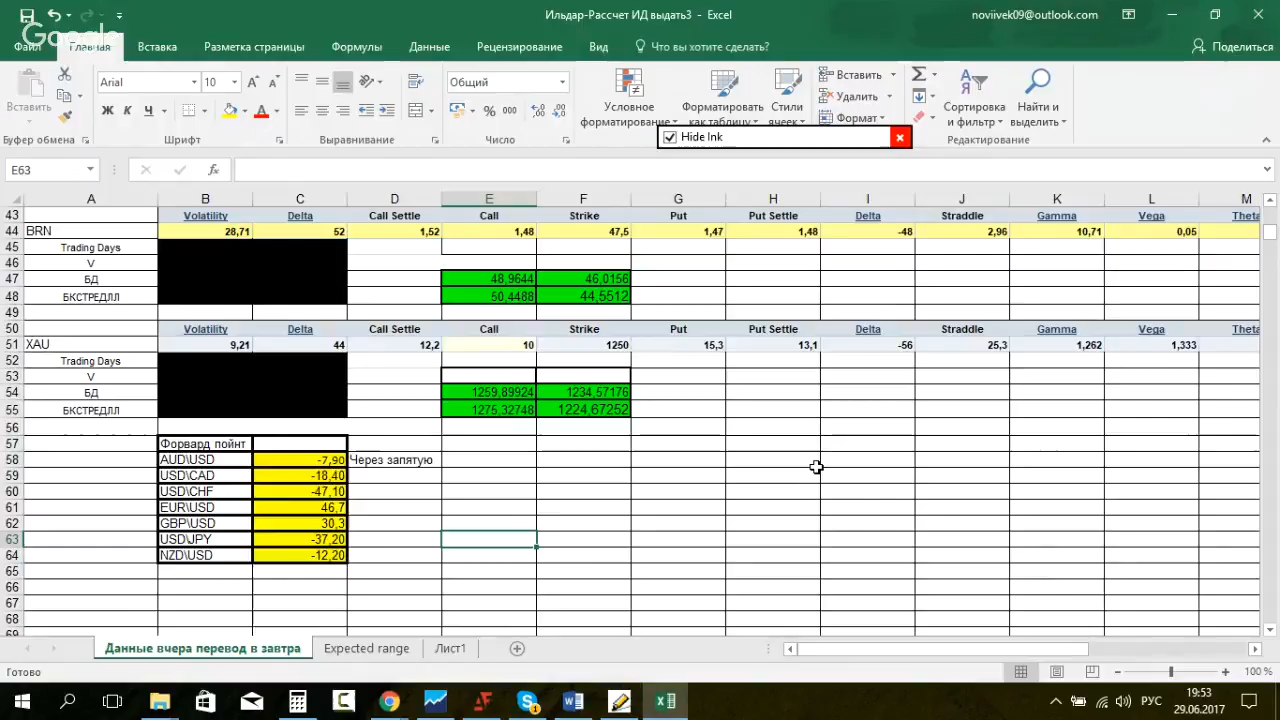 Ильдар-Рассчет ИД выдать3 - Excel
noviivek09@outlook.com
Google
Файл Главная Вставка Разметка страницы Формулы Данные Рецензирование Вид Что вы хотите сделать? Поделиться
Вставить
Arial 10
Общий
Ж К Ч
% 000
Условное форматирование
Форматировать как таблицу
Стили ячеек
Вставить
Удалить
Формат
Сортировка и фильтр
Найти и выделить
Hide Ink
Буфер обмена Шрифт Выравнивание Число Редактирование
E63 fx
A B C D E F G H I J K L M
43 Volatility Delta Call Settle Call Strike Put Put Settle Delta Straddle Gamma Vega Theta
44 BRN 28,71 52 1,52 1,48 47,5 1,47 1,48 -48 2,96 10,71 0,05
45 Trading Days
46 V
47 БД 48,9644 46,0156
48 БКСТРЕДЛЛ 50,4488 44,5512
49
50 Volatility Delta Call Settle Call Strike Put Put Settle Delta Straddle Gamma Vega Theta
51 XAU 9,21 44 12,2 10 1250 15,3 13,1 -56 25,3 1,262 1,333
52 Trading Days
53 V
54 БД 1259,89924 1234,57176
55 БКСТРЕДЛЛ 1275,32748 1224,67252
56
57 Форвард пойнт
58 AUD\USD -7,90 Через запятую
59 USD\CAD -18,40
60 USD\CHF -47,10
61 EUR\USD 46,7
62 GBP\USD 30,3
63 USD\JPY -37,20
64 NZD\USD -12,20
65
66
67
68
69
Данные вчера перевод в завтра Expected range Лист1
Готово 100 %
РУС 19:53
29.06.2017